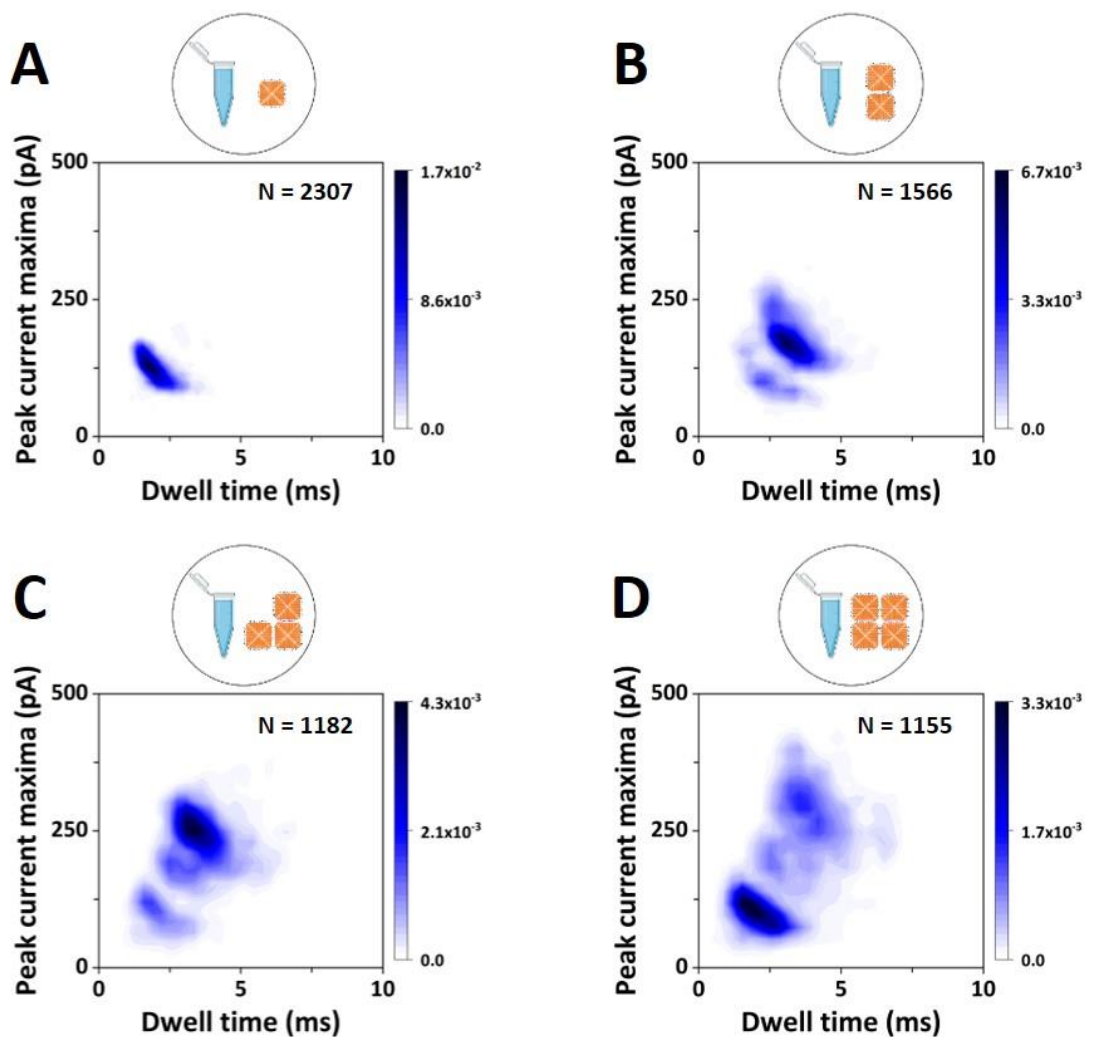 A
Peak current maxima (pA)
500
250
0
N = 2307
1.7x10⁻²
8.6x10⁻³
0.0
0
5
10
Dwell time (ms)
B
Peak current maxima (pA)
500
250
0
N = 1566
6.7x10⁻³
3.3x10⁻³
0.0
0
5
10
Dwell time (ms)
C
Peak current maxima (pA)
500
250
0
N = 1182
4.3x10⁻³
2.1x10⁻³
0.0
0
5
10
Dwell time (ms)
D
Peak current maxima (pA)
500
250
0
N = 1155
3.3x10⁻³
1.7x10⁻³
0.0
0
5
10
Dwell time (ms)